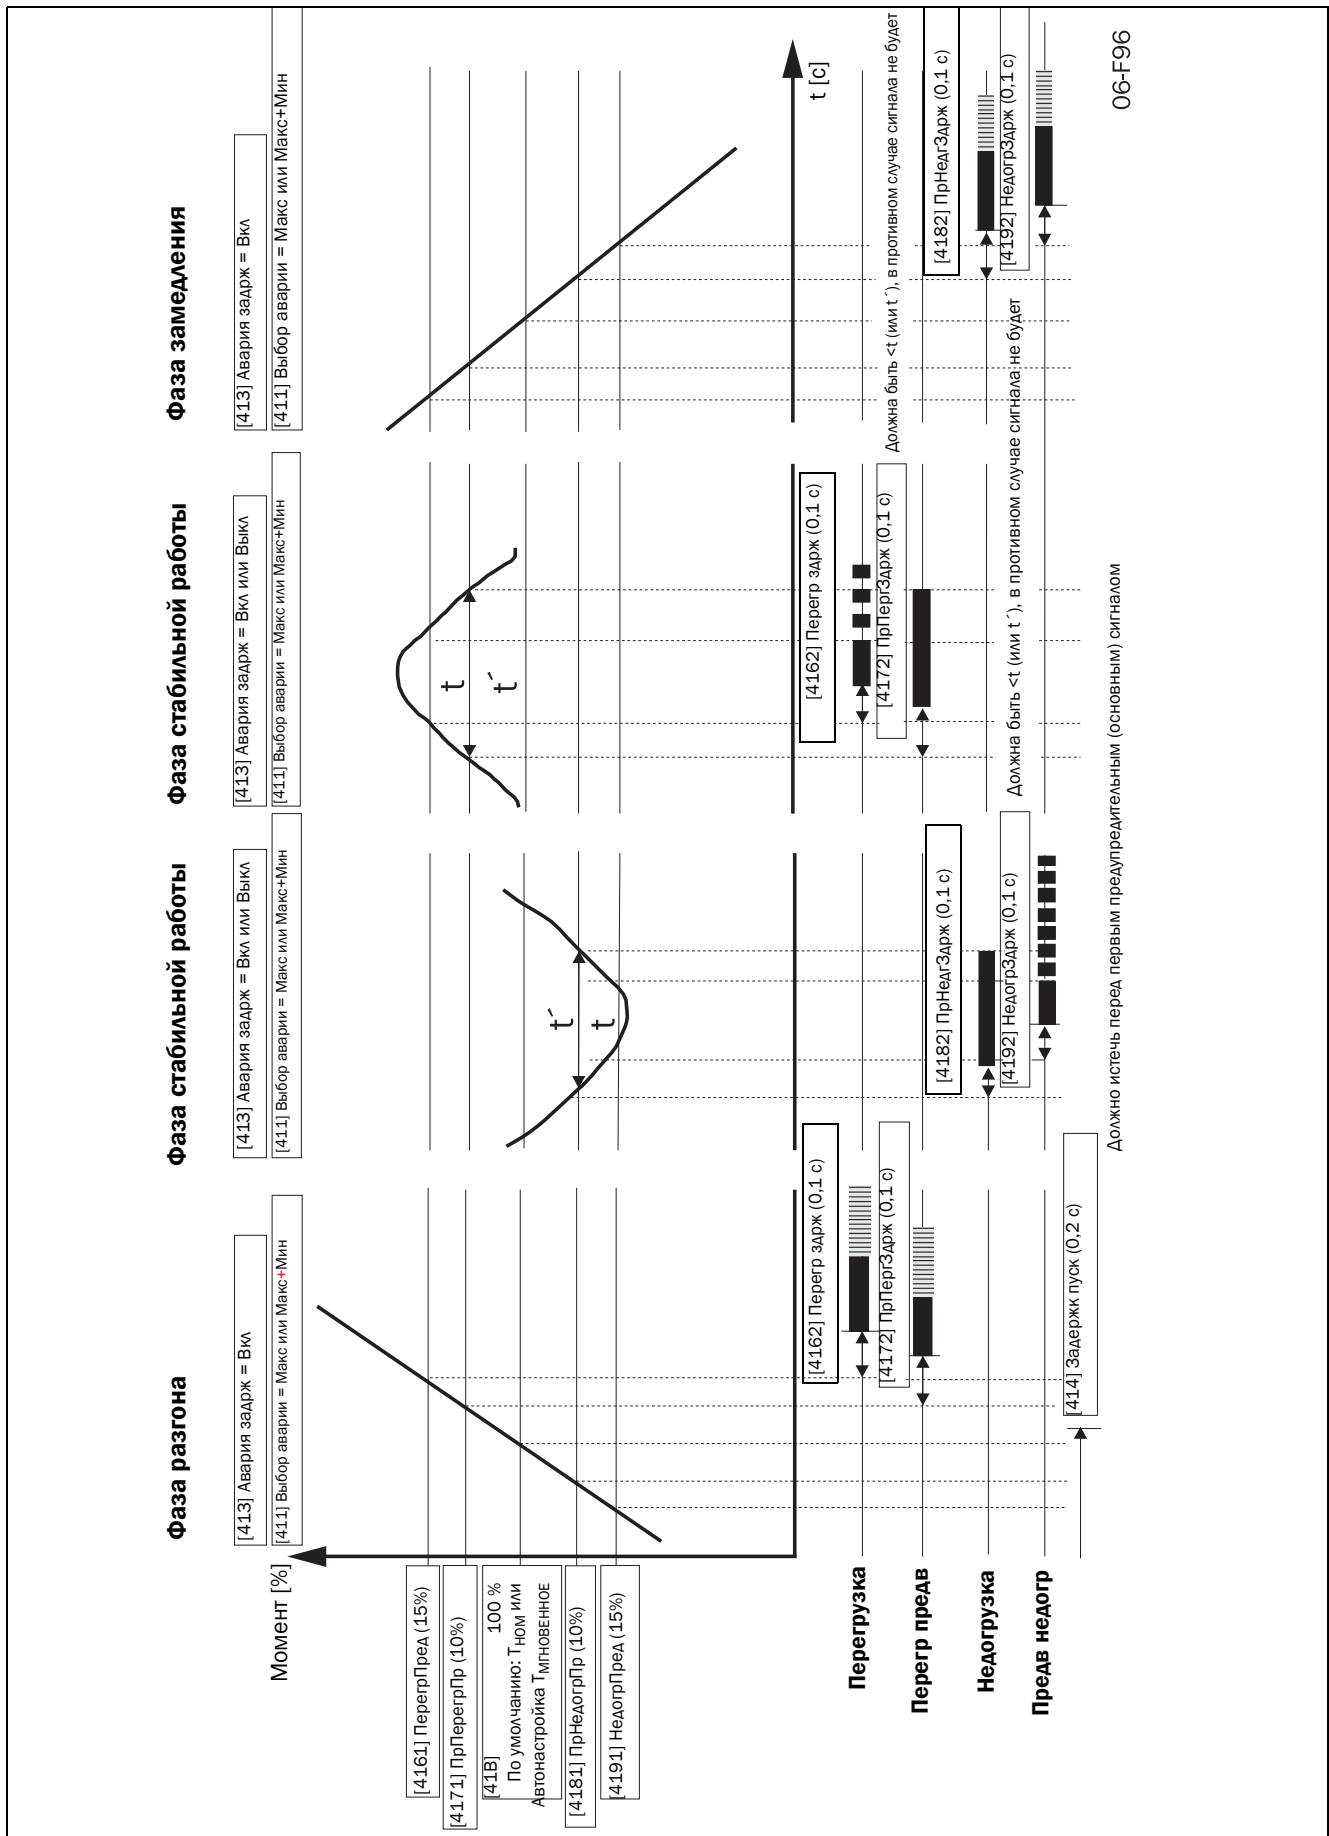 Фаза разгона
Фаза стабильной работы
Фаза стабильной работы
Фаза замедления
[413] Авария задрж = Вкл
[411] Выбор аварии = Макс или Макс+Мин
[413] Авария задрж = Вкл или Выкл
[411] Выбор аварии = Макс или Макс+Мин
[413] Авария задрж = Вкл или Выкл
[411] Выбор аварии = Макс или Макс+Мин
[413] Авария задрж = Вкл
[411] Выбор аварии = Макс или Макс+Мин
Момент [%]
[4161] ПерегрПред (15%)
[4171] ПрПерегрПр (10%)
[41B] 100 %
По умолчанию: TНОМ или
Автонастройка TМГНОВЕННОЕ
[4181] ПрНедогрПр (10%)
[4191] НедогрПред (15%)
t´
t
t
t´
t [с]
Перегрузка
[4162] Перегр здрж (0,1 с)
[4162] Перегр здрж (0,1 с)
Перегр предв
[4172] ПрПергЗдрж (0,1 с)
[4172] ПрПергЗдрж (0,1 с)
Должна быть <t (или t´), в противном случае сигнала не будет
Недогрузка
[4182] ПрНедгЗдрж (0,1 с)
[4182] ПрНедгЗдрж (0,1 с)
Предв недогр
[4192] НедогрЗдрж (0,1 с)
Должна быть <t (или t´), в противном случае сигнала не будет
[4192] НедогрЗдрж (0,1 с)
[414] Задержк пуск (0,2 с)
Должно истечь перед первым предупредительным (основным) сигналом
06-F96